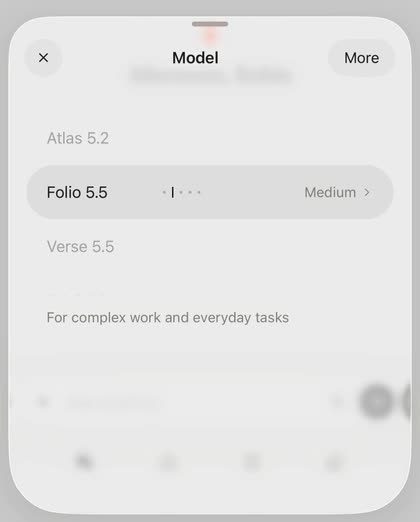 Model
More
Atlas 5.2
Folio 5.5
Medium
Verse 5.5
For complex work and everyday tasks